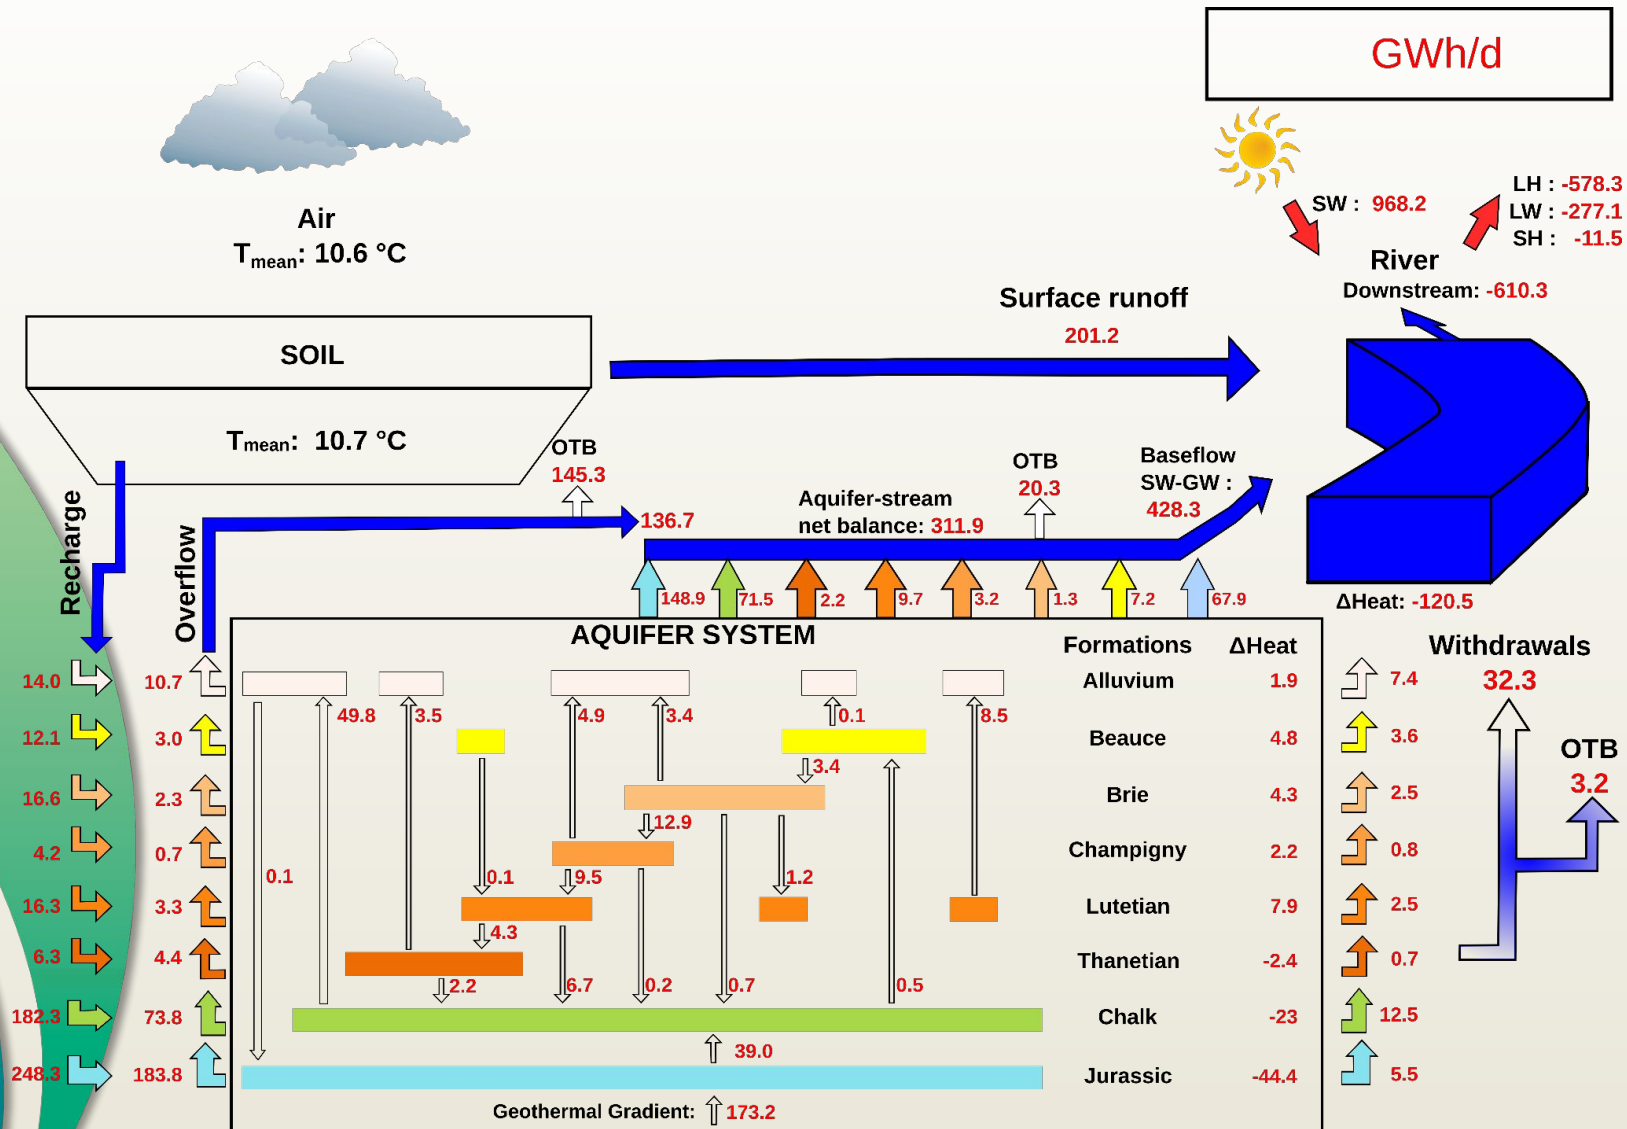 GWh/d
SW : 968.2
LH : -578.3
LW : -277.1
SH : -11.5
Air
Tmean: 10.6 °C
River
Downstream: -610.3
Surface runoff
201.2
SOIL
Tmean: 10.7 °C
OTB
145.3
OTB
20.3
Baseflow
SW-GW :
428.3
Aquifer-stream
net balance: 311.9
136.7
Recharge
Overflow
148.9 71.5 2.2 9.7 3.2 1.3 7.2 67.9
ΔHeat: -120.5
AQUIFER SYSTEM
Formations ΔHeat
Withdrawals
32.3
OTB
3.2
14.0 10.7 Alluvium 1.9 7.4
49.8 3.5 4.9 3.4 0.1 8.5
12.1 3.0 Beauce 4.8 3.6
3.4
16.6 2.3 Brie 4.3 2.5
12.9
4.2 0.7 Champigny 2.2 0.8
0.1 0.1 9.5 1.2
16.3 3.3 Lutetian 7.9 2.5
4.3
6.3 4.4 Thanetian -2.4 0.7
2.2 6.7 0.2 0.7 0.5
182.3 73.8 Chalk -23 12.5
39.0
248.3 183.8 Jurassic -44.4 5.5
Geothermal Gradient: 173.2